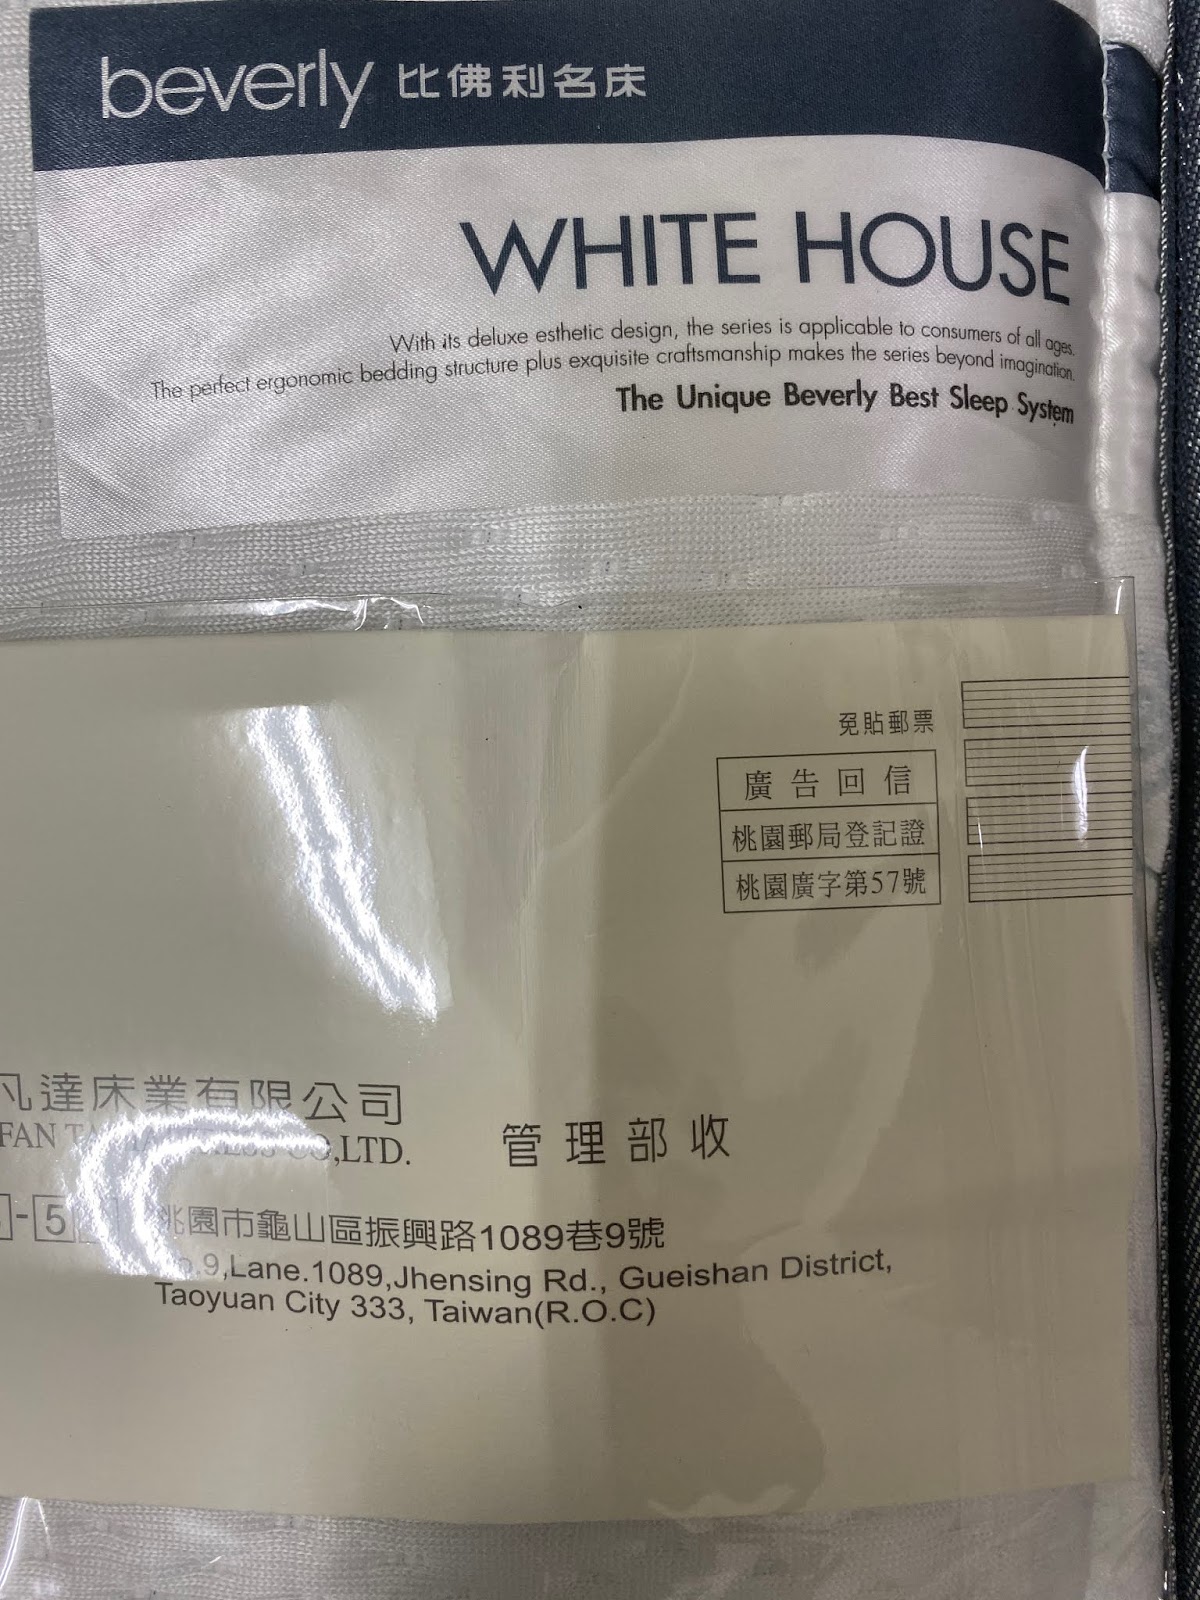 beverly 比佛利名床
WHITE HOUSE
With its deluxe esthetic design, the series is applicable to consumers of all ages.
The perfect ergonomic bedding structure plus exquisite craftsmanship makes the series beyond imagination.
The Unique Beverly Best Sleep System
免貼郵票
廣告回信
桃園郵局登記證
桃園廣字第57號
凡達床業有限公司
管理部收
FAN CO.,LTD.
5
桃園市龜山區振興路1089巷9號
No.9,Lane.1089,Jhensing Rd., Gueishan District,
Taoyuan City 333, Taiwan(R.O.C)